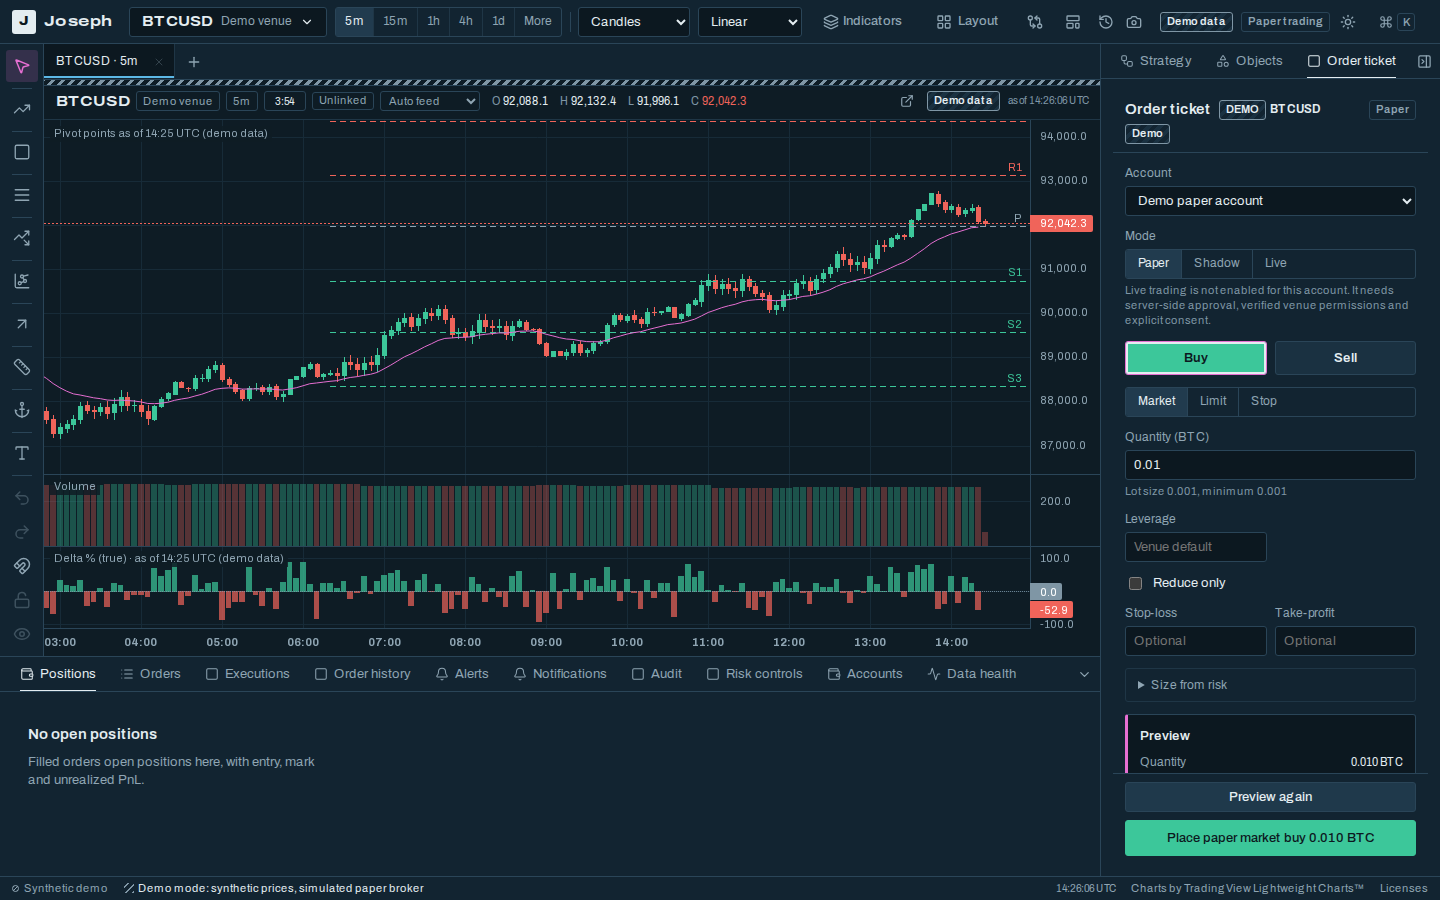 J Joseph BTCUSD Demo venue 5m 15m 1h 4h 1d More Candles Linear Indicators Layout Demo data Paper trading ⌘ K
BTCUSD · 5m
Strategy Objects Order ticket
BTCUSD Demo venue 5m 3:54 Unlinked Auto feed O 92,088.1 H 92,132.4 L 91,996.1 C 92,042.3 Demo data as of 14:26:06 UTC
Pivot points as of 14:25 UTC (demo data)
94,000.0
R1
93,000.0
P
92,042.3
S1
91,000.0
S2
90,000.0
89,000.0
S3
88,000.0
87,000.0
Volume
200.0
Delta % (true) · as of 14:25 UTC (demo data)
100.0
0.0
-52.9
-100.0
03:00 04:00 05:00 06:00 07:00 08:00 09:00 10:00 11:00 12:00 13:00 14:00
Positions Orders Executions Order history Alerts Notifications Audit Risk controls Accounts Data health
No open positions
Filled orders open positions here, with entry, mark
and unrealized PnL.
Order ticket DEMO BTCUSD Paper
Demo
Account
Demo paper account
Mode
Paper Shadow Live
Live trading is not enabled for this account. It needs
server-side approval, verified venue permissions and
explicit consent.
Buy Sell
Market Limit Stop
Quantity (BTC)
0.01
Lot size 0.001, minimum 0.001
Leverage
Venue default
Reduce only
Stop-loss Take-profit
Optional Optional
Size from risk
Preview
Quantity 0.010 BTC
Preview again
Place paper market buy 0.010 BTC
Synthetic demo Demo mode: synthetic prices, simulated paper broker 14:26:06 UTC Charts by TradingView Lightweight Charts™ Licenses